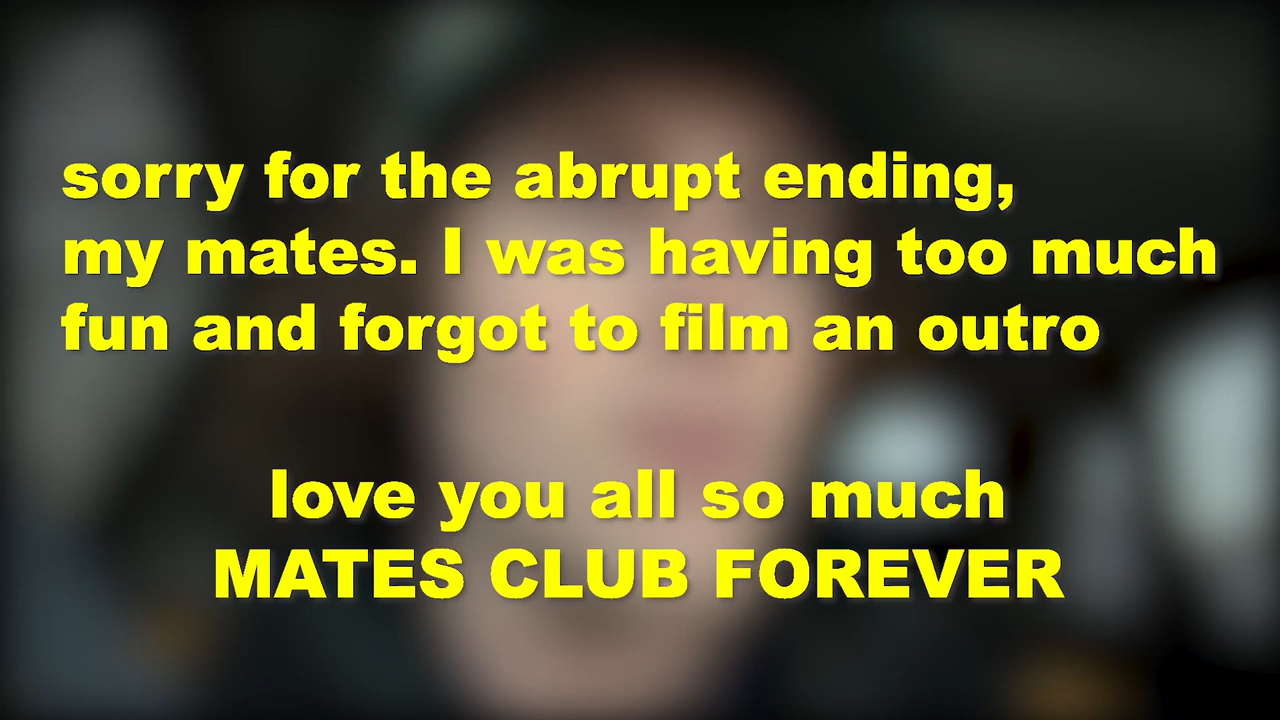 sorry for the abrupt ending,
my mates. I was having too much
fun and forgot to film an outro
love you all so much
MATES CLUB FOREVER